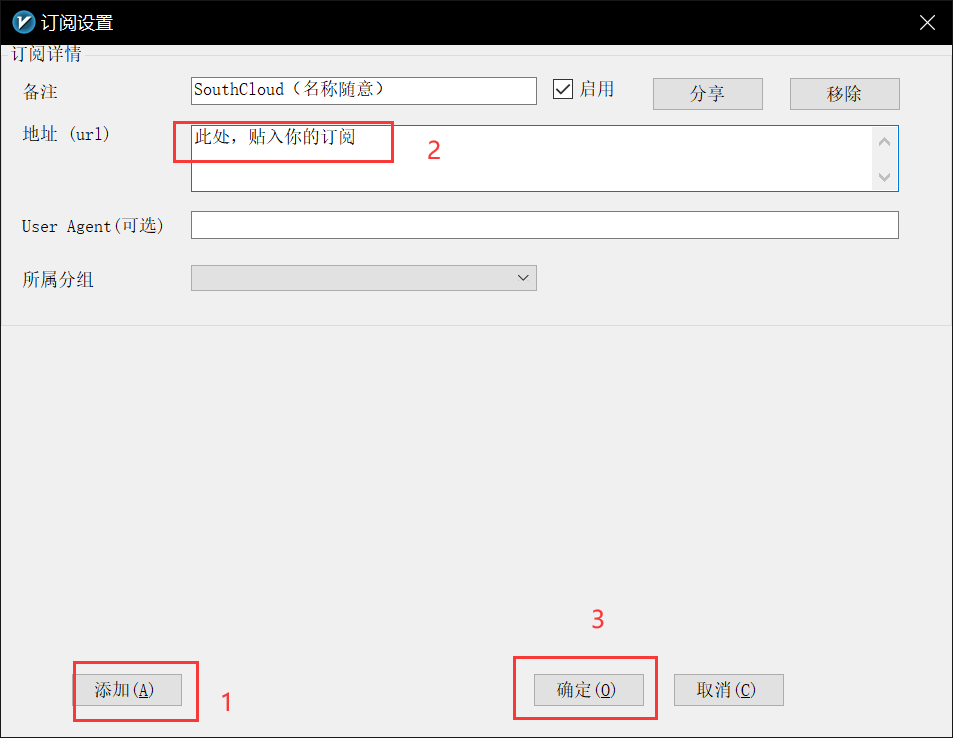 订阅设置
订阅详情
备注
SouthCloud（名称随意）
启用
分享
移除
地址 (url)
此处，贴入你的订阅
2
User Agent(可选)
所属分组
3
添加(A)
1
确定(O)
取消(C)